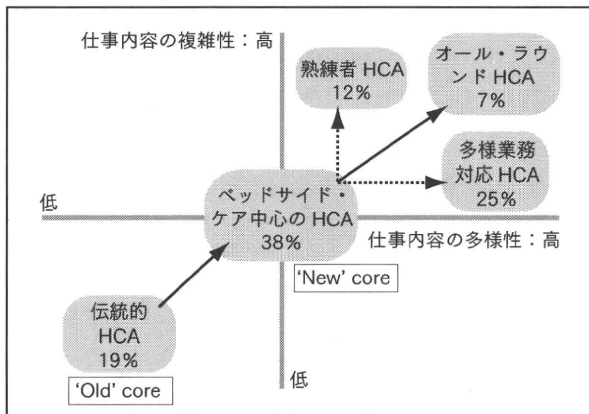 仕事内容の複雑性：高
熟練者 HCA
12%
オール・ラウ
ンド HCA
7%
多様業務
対応 HCA
25%
低
ベッドサイド・
ケア中心の HCA
38%
仕事内容の多様性：高
'New' core
伝統的
HCA
19%
'Old' core
低